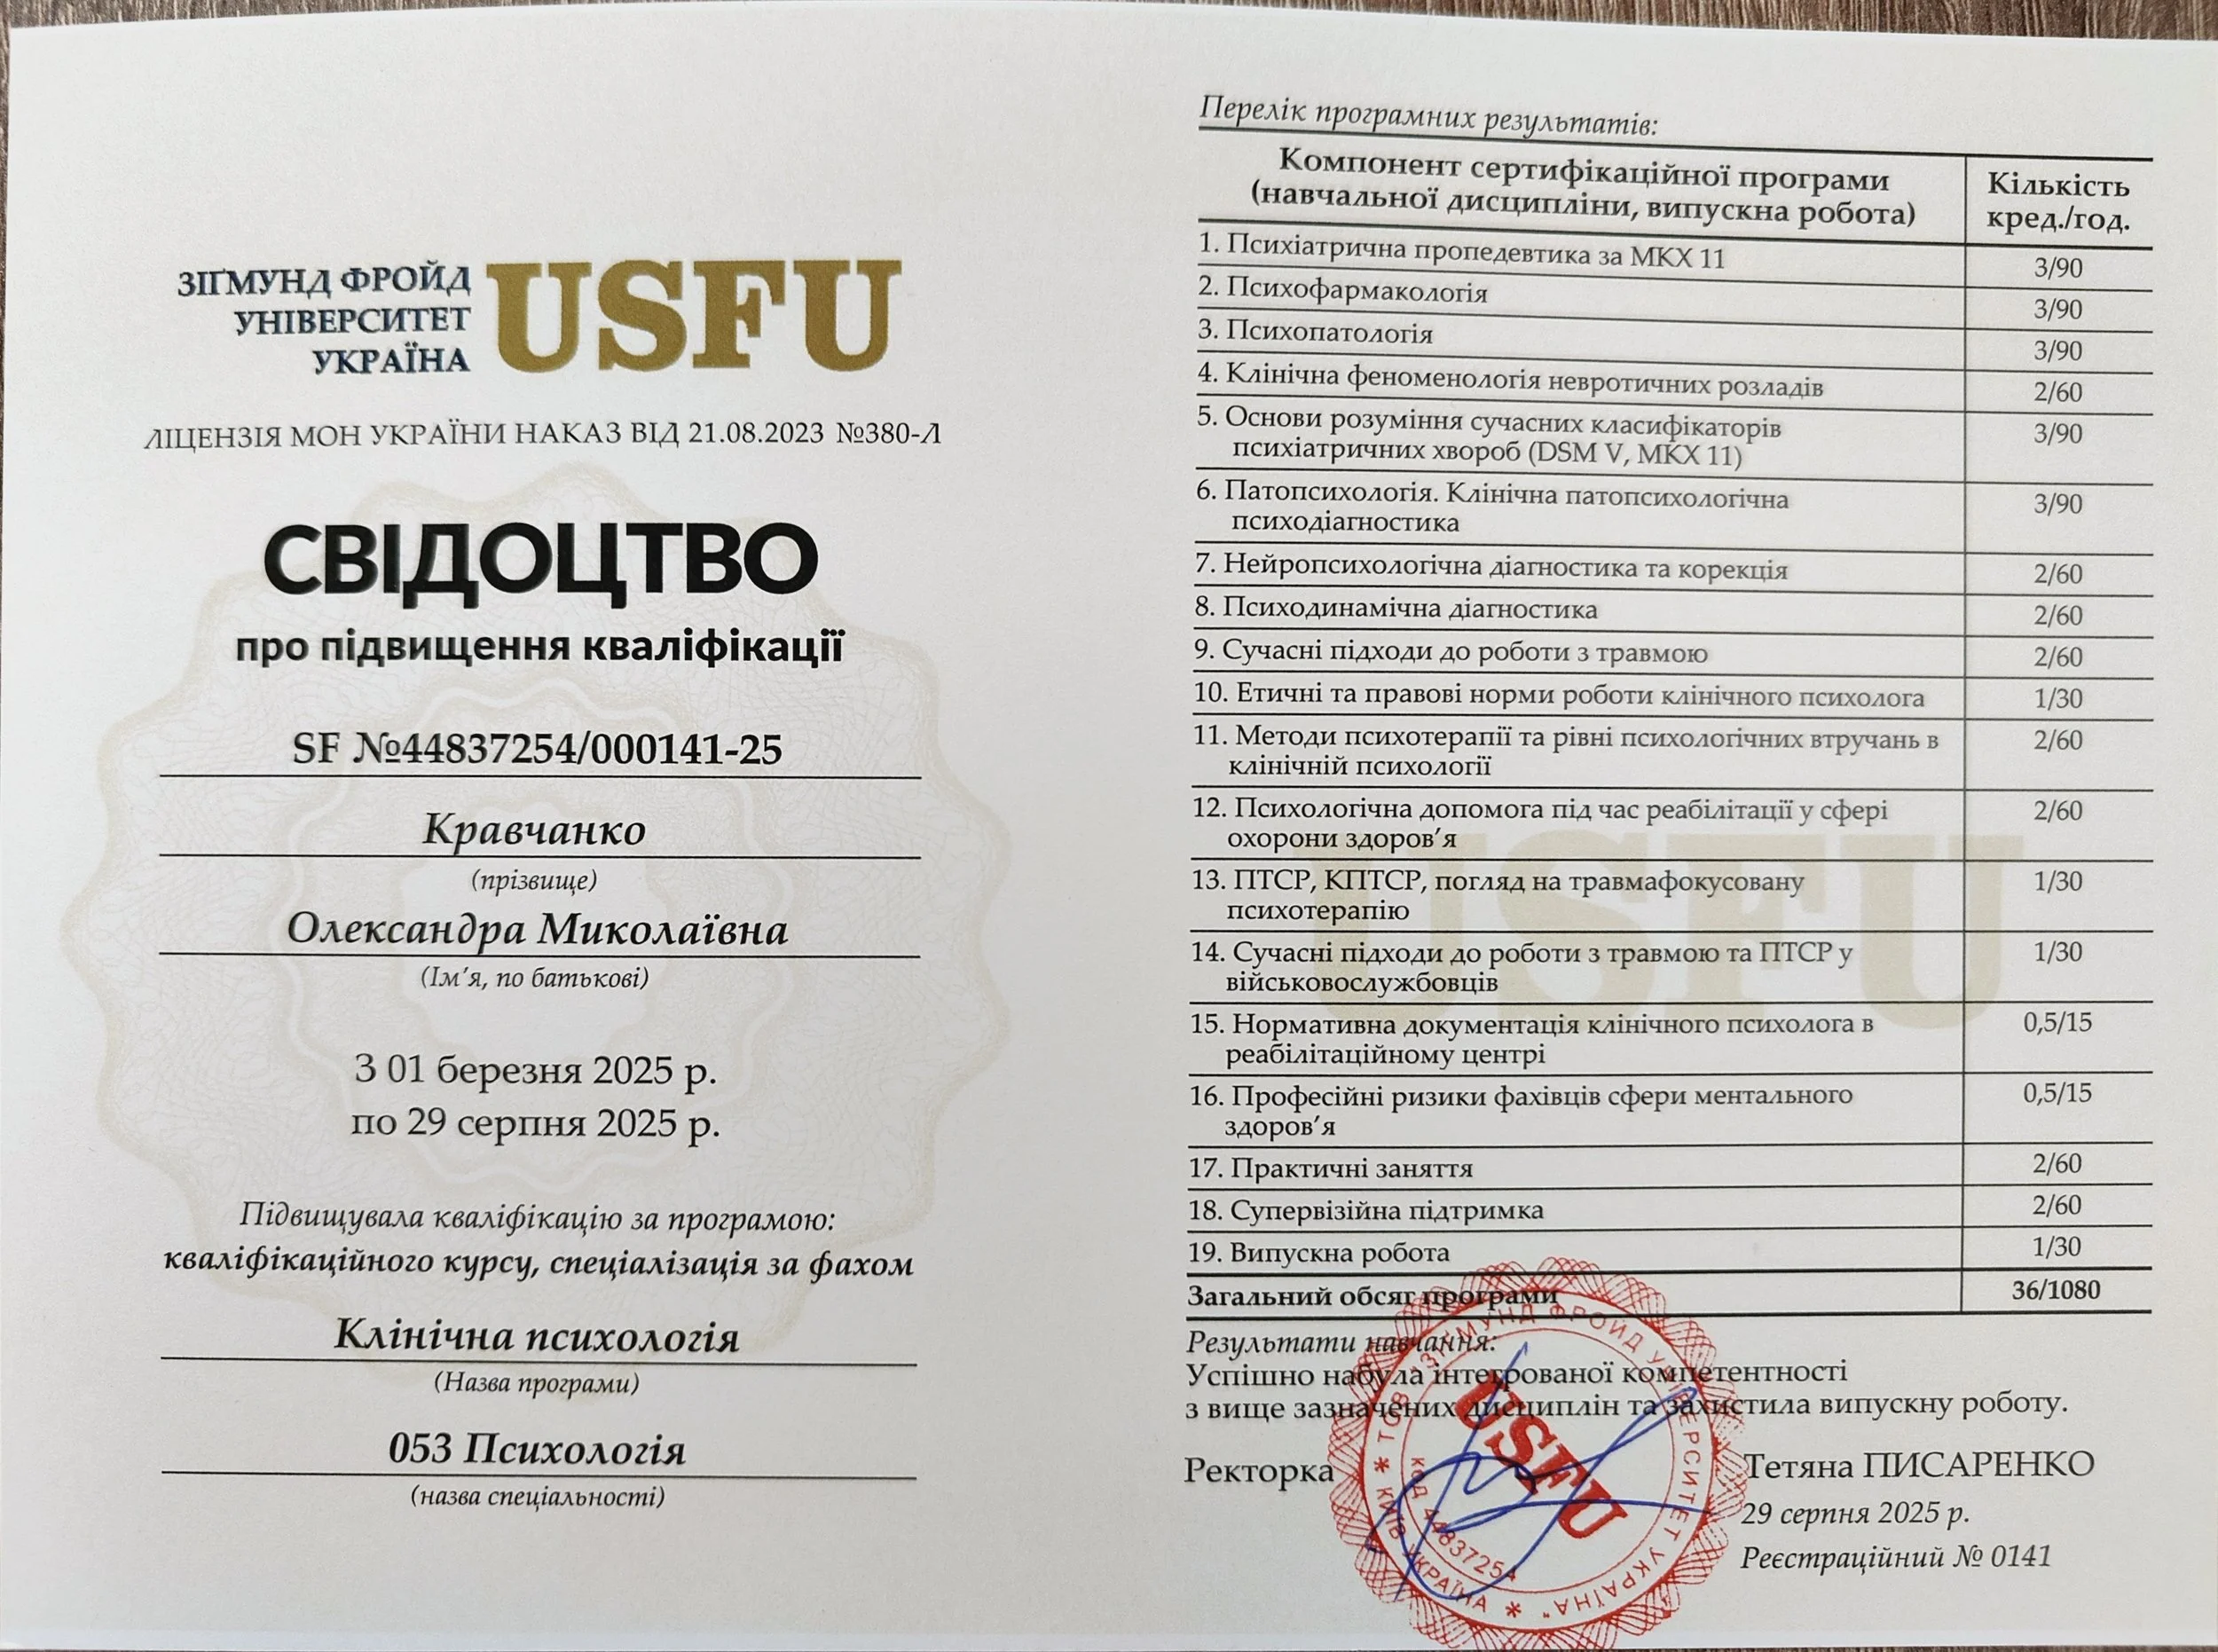 ЗІҐМУНД ФРОЙД
УНІВЕРСИТЕТ
УКРАЇНА
USFU
ЛІЦЕНЗІЯ МОН УКРАЇНИ НАКАЗ ВІД 21.08.2023 №380-Л
СВІДОЦТВО
про підвищення кваліфікації
SF №44837254/000141-25
Кравчанко
(прізвище)
Олександра Миколаївна
(Ім’я, по батькові)
З 01 березня 2025 р.
по 29 серпня 2025 р.
Підвищувала кваліфікацію за програмою:
кваліфікаційного курсу, спеціалізація за фахом
Клінічна психологія
(Назва програми)
053 Психологія
(назва спеціальності)
Перелік програмних результатів:
Компонент сертифікаційної програми
(навчальної дисципліни, випускна робота)
Кількість
кред./год.
1. Психіатрична пропедевтика за МКХ 11 3/90
2. Психофармакологія 3/90
3. Психопатологія 3/90
4. Клінічна феноменологія невротичних розладів 2/60
5. Основи розуміння сучасних класифікаторів 3/90
психіатричних хвороб (DSM V, МКХ 11)
6. Патопсихологія. Клінічна патопсихологічна 3/90
психодіагностика
7. Нейропсихологічна діагностика та корекція 2/60
8. Психодинамічна діагностика 2/60
9. Сучасні підходи до роботи з травмою 2/60
10. Етичні та правові норми роботи клінічного психолога 1/30
11. Методи психотерапії та рівні психологічних втручань в 2/60
клінічній психології
12. Психологічна допомога під час реабілітації у сфері 2/60
охорони здоров’я
13. ПТСР, КПТСР, погляд на травмафокусовану 1/30
психотерапію
14. Сучасні підходи до роботи з травмою та ПТСР у 1/30
військовослужбовців
15. Нормативна документація клінічного психолога в 0,5/15
реабілітаційному центрі
16. Професійні ризики фахівців сфери ментального 0,5/15
здоров’я
17. Практичні заняття 2/60
18. Супервізійна підтримка 2/60
19. Випускна робота 1/30
Загальний обсяг програми 36/1080
Результати навчання:
Успішно набула інтегрованої компетентності
з вище зазначених дисциплін та захистила випускну роботу.
Ректорка
Тетяна ПИСАРЕНКО
29 серпня 2025 р.
Реєстраційний № 0141
USFU
ТОВ "ЗІҐМУНД ФРОЙД УНІВЕРСИТЕТ УКРАЇНА"
КИЇВ УКРАЇНА
КОД 44837254
USFU